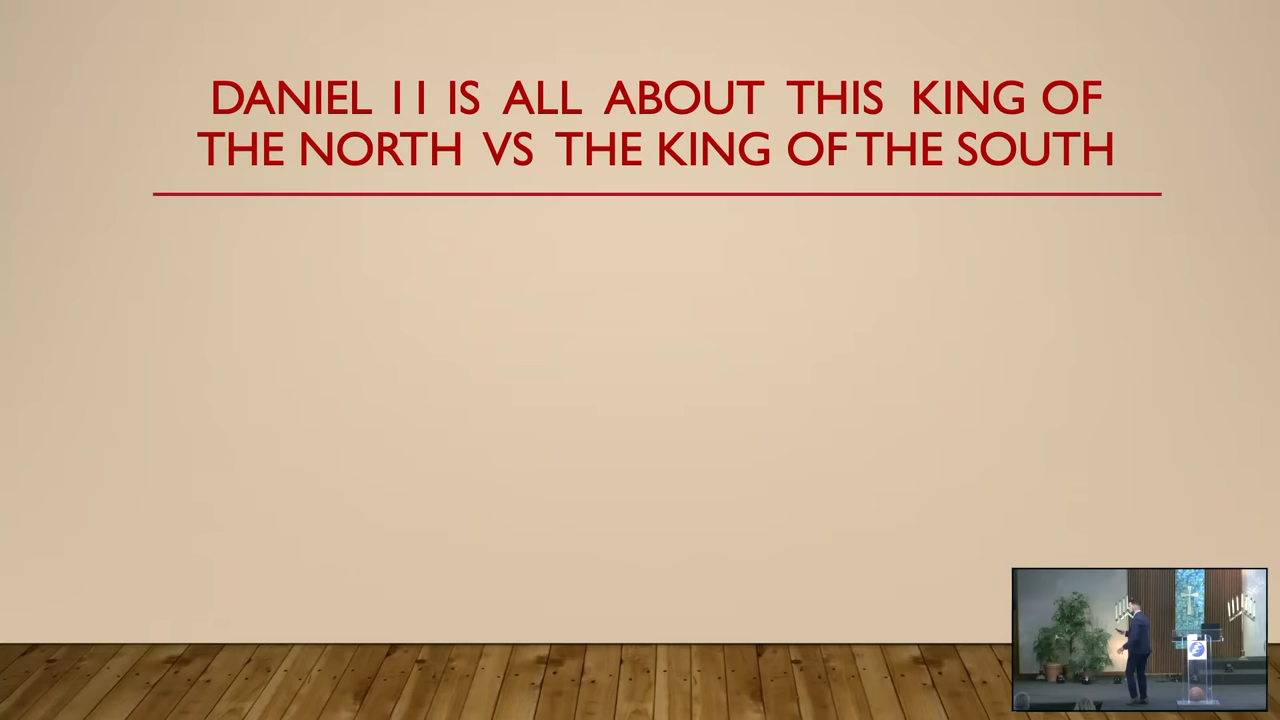 DANIEL 11 IS ALL ABOUT THIS KING OF
THE NORTH VS THE KING OF THE SOUTH